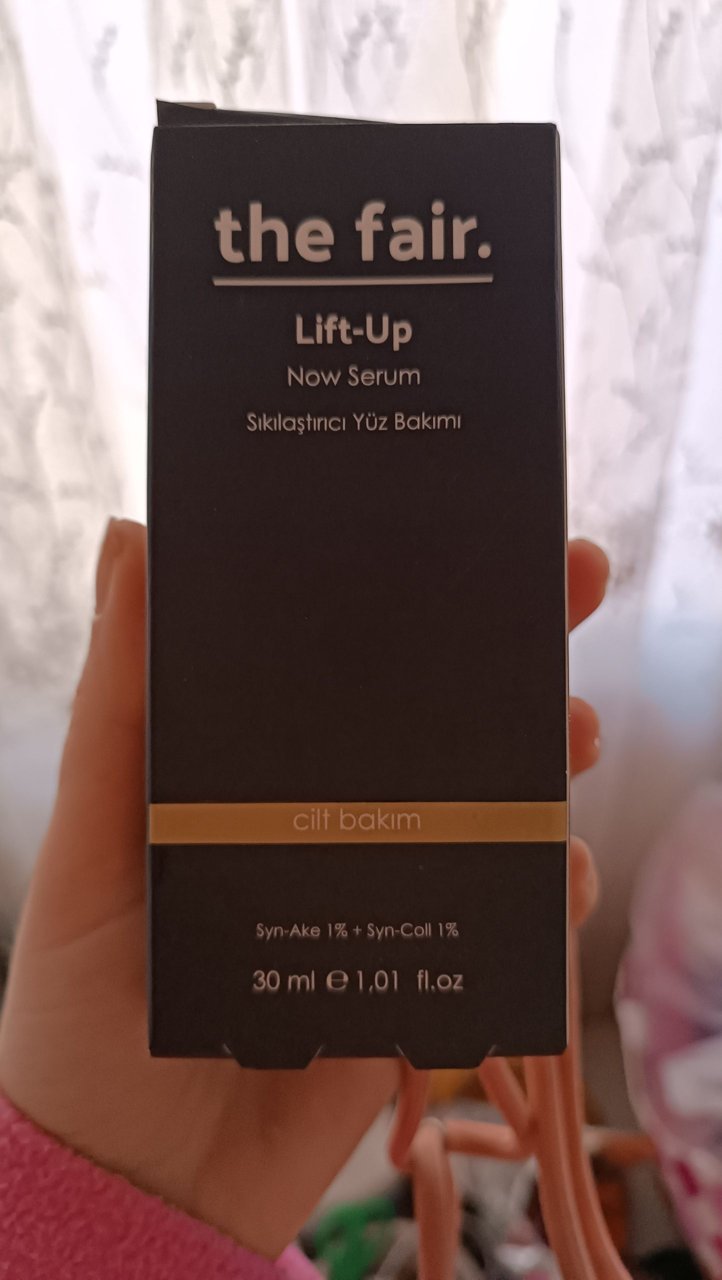 the fair.
Lift-Up
Now Serum
Sıkılaştırıcı Yüz Bakımı
cilt bakım
Syn-Ake 1% + Syn-Coll 1%
30 ml ℮ 1,01 fl.oz